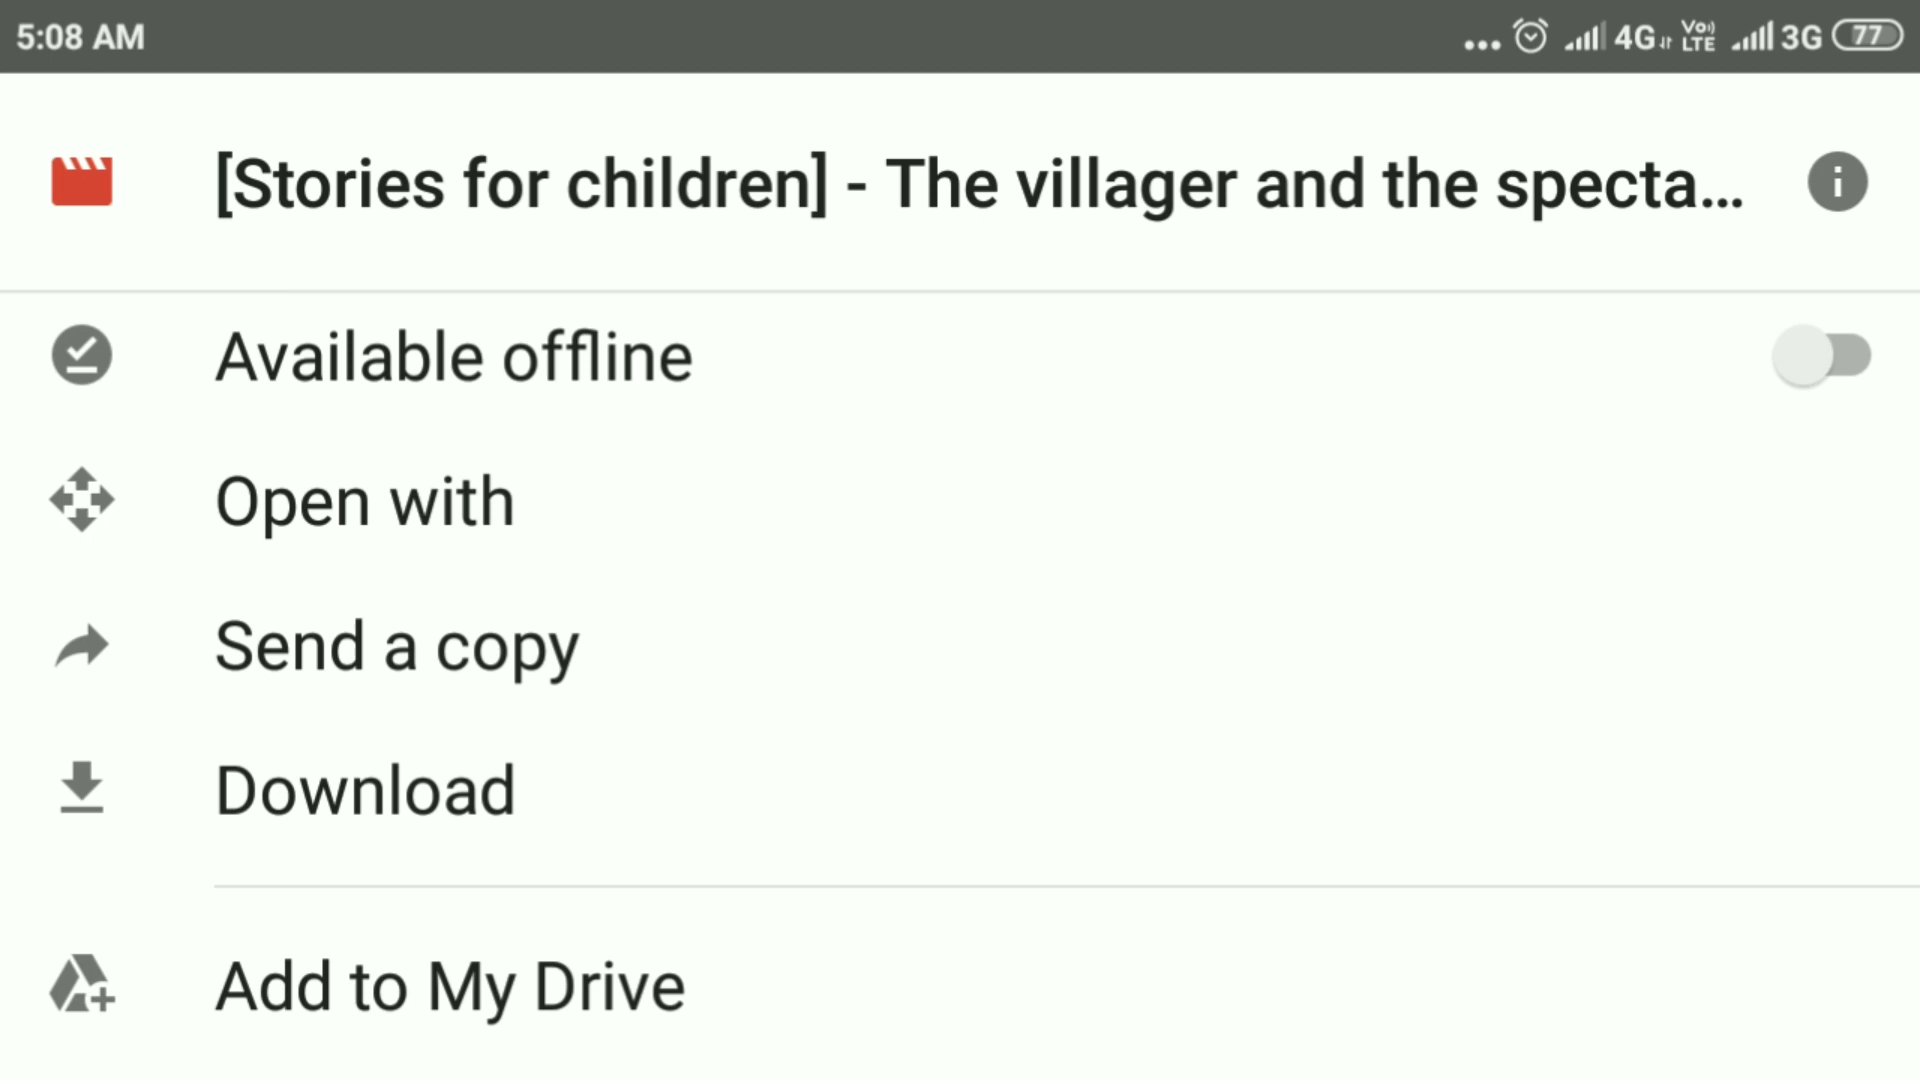 5:08 AM
... 4G VoLTE 3G 77
[Stories for children] - The villager and the specta...
Available offline
Open with
Send a copy
Download
Add to My Drive